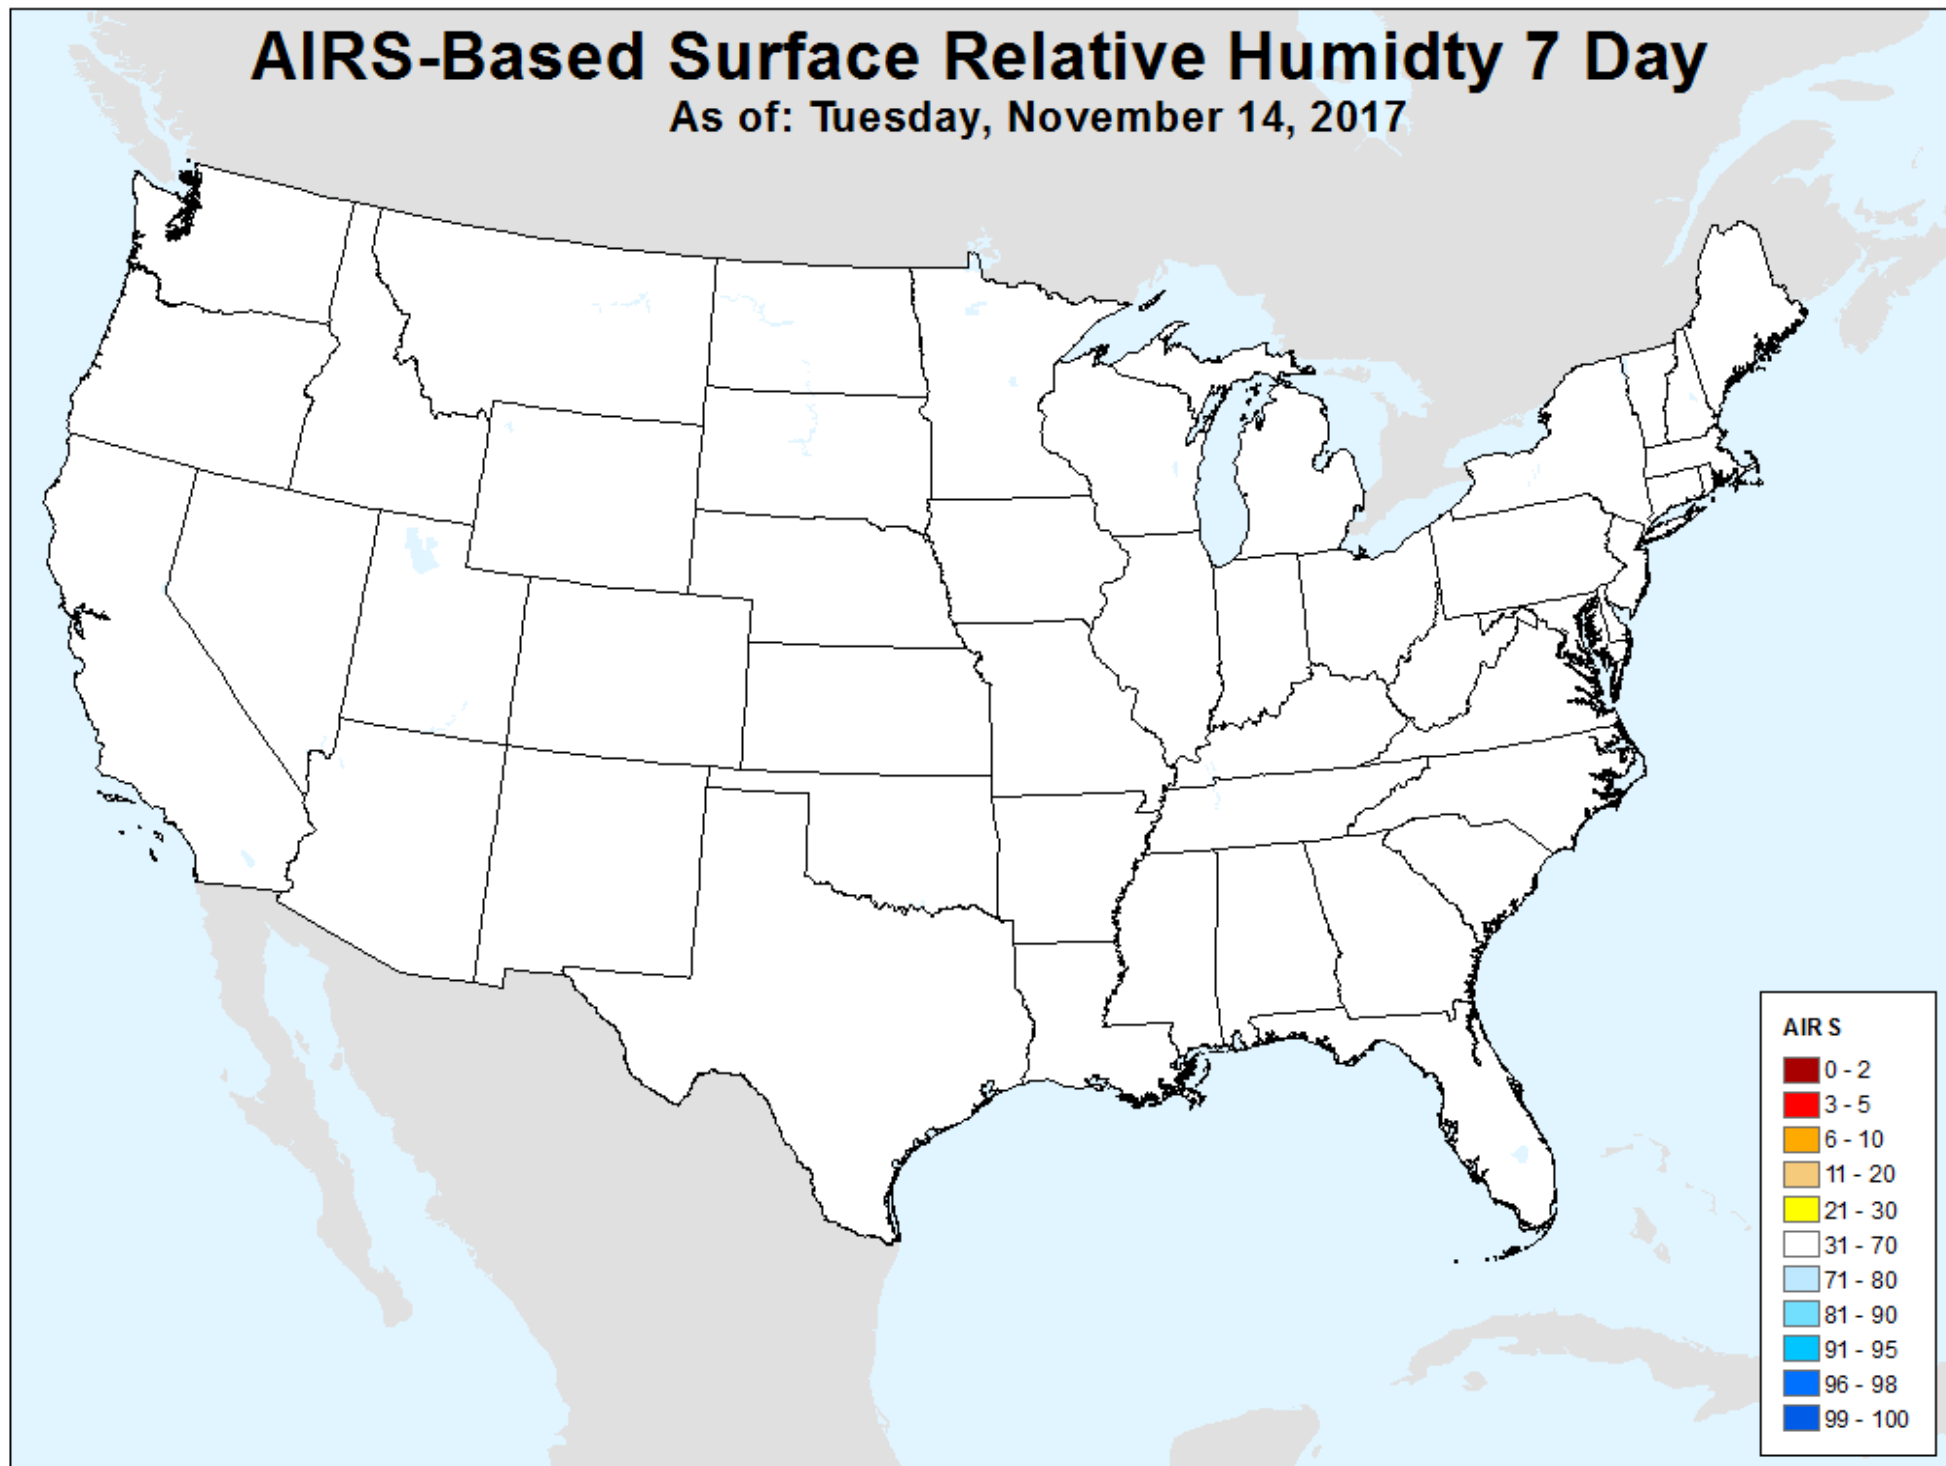 AIRS-Based Surface Relative Humidty 7 Day
As of: Tuesday, November 14, 2017
AIRS
0 - 2
3 - 5
6 - 10
11 - 20
21 - 30
31 - 70
71 - 80
81 - 90
91 - 95
96 - 98
99 - 100